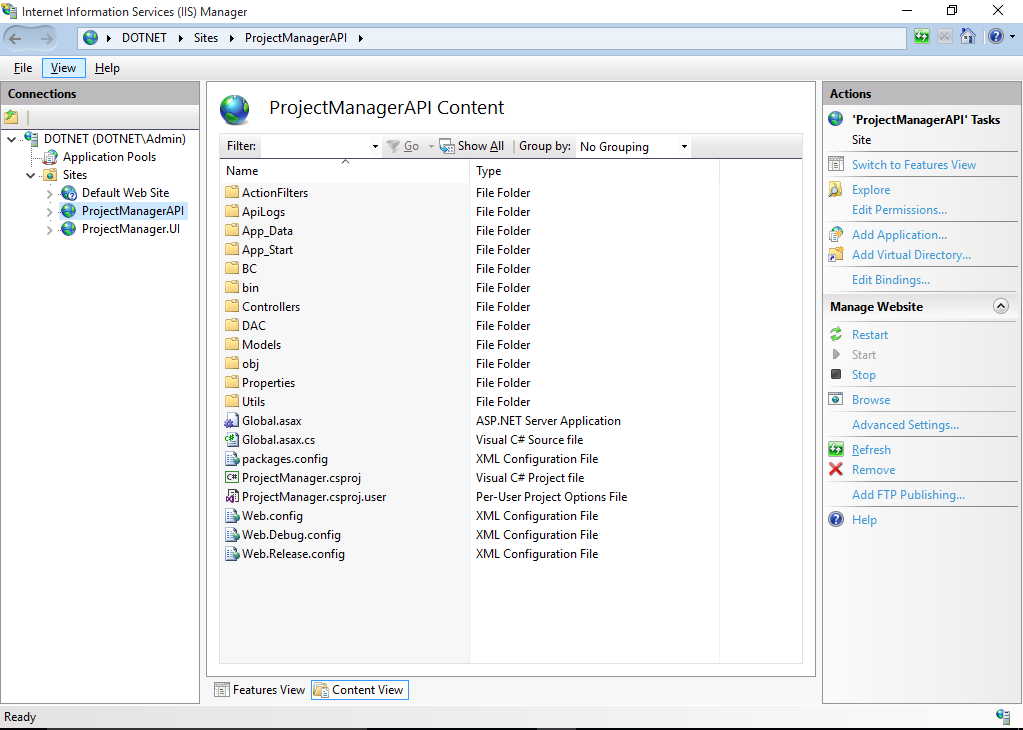 Internet Information Services (IIS) Manager
DOTNET Sites ProjectManagerAPI
File View Help
Connections
DOTNET (DOTNET\Admin)
Application Pools
Sites
Default Web Site
ProjectManagerAPI
ProjectManager.UI
ProjectManagerAPI Content
Filter: Go Show All Group by: No Grouping
Name Type
ActionFilters File Folder
ApiLogs File Folder
App_Data File Folder
App_Start File Folder
BC File Folder
bin File Folder
Controllers File Folder
DAC File Folder
Models File Folder
obj File Folder
Properties File Folder
Utils File Folder
Global.asax ASP.NET Server Application
Global.asax.cs Visual C# Source file
packages.config XML Configuration File
ProjectManager.csproj Visual C# Project file
ProjectManager.csproj.user Per-User Project Options File
Web.config XML Configuration File
Web.Debug.config XML Configuration File
Web.Release.config XML Configuration File
Features View Content View
Actions
'ProjectManagerAPI' Tasks
Site
Switch to Features View
Explore
Edit Permissions...
Add Application...
Add Virtual Directory...
Edit Bindings...
Manage Website
Restart
Start
Stop
Browse
Advanced Settings...
Refresh
Remove
Add FTP Publishing...
Help
Ready